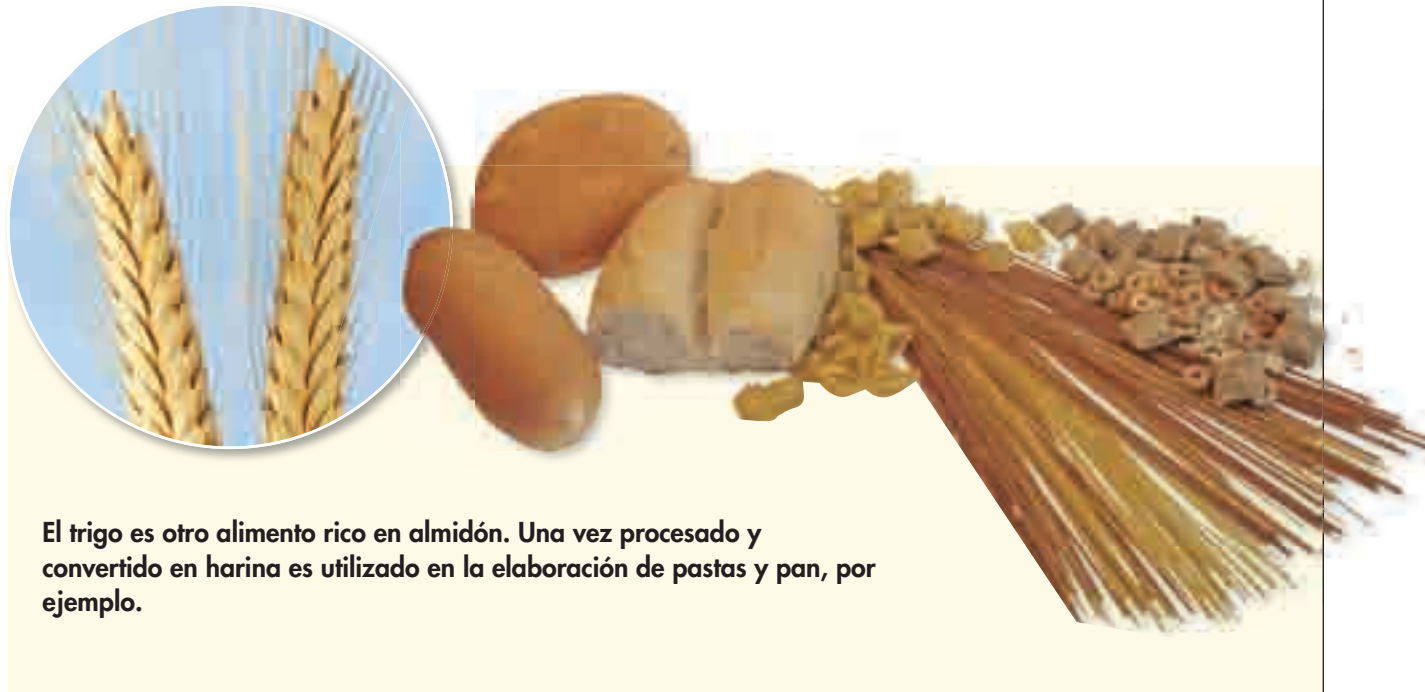 El trigo es otro alimento rico en almidón. Una vez procesado y
convertido en harina es utilizado en la elaboración de pastas y pan, por
ejemplo.